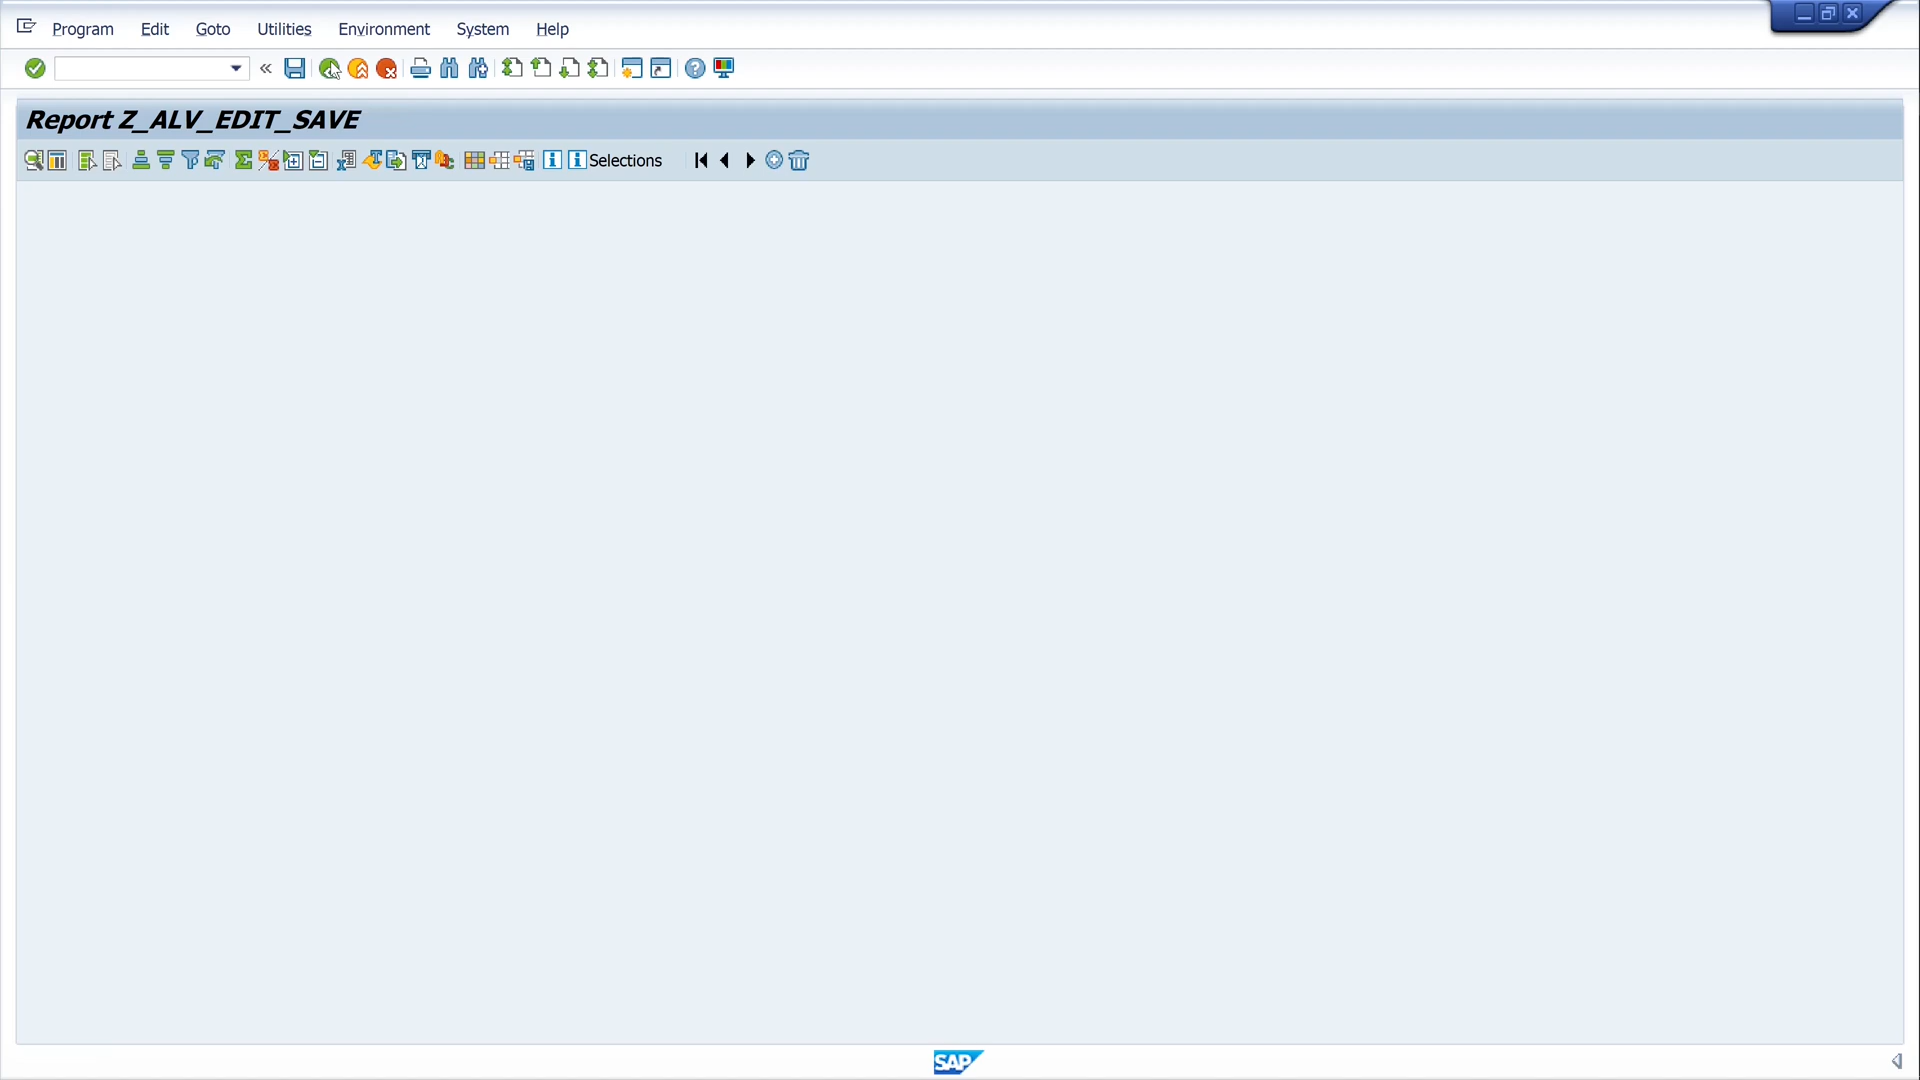 Program Edit Goto Utilities Environment System Help
Report Z_ALV_EDIT_SAVE
Selections
SAP